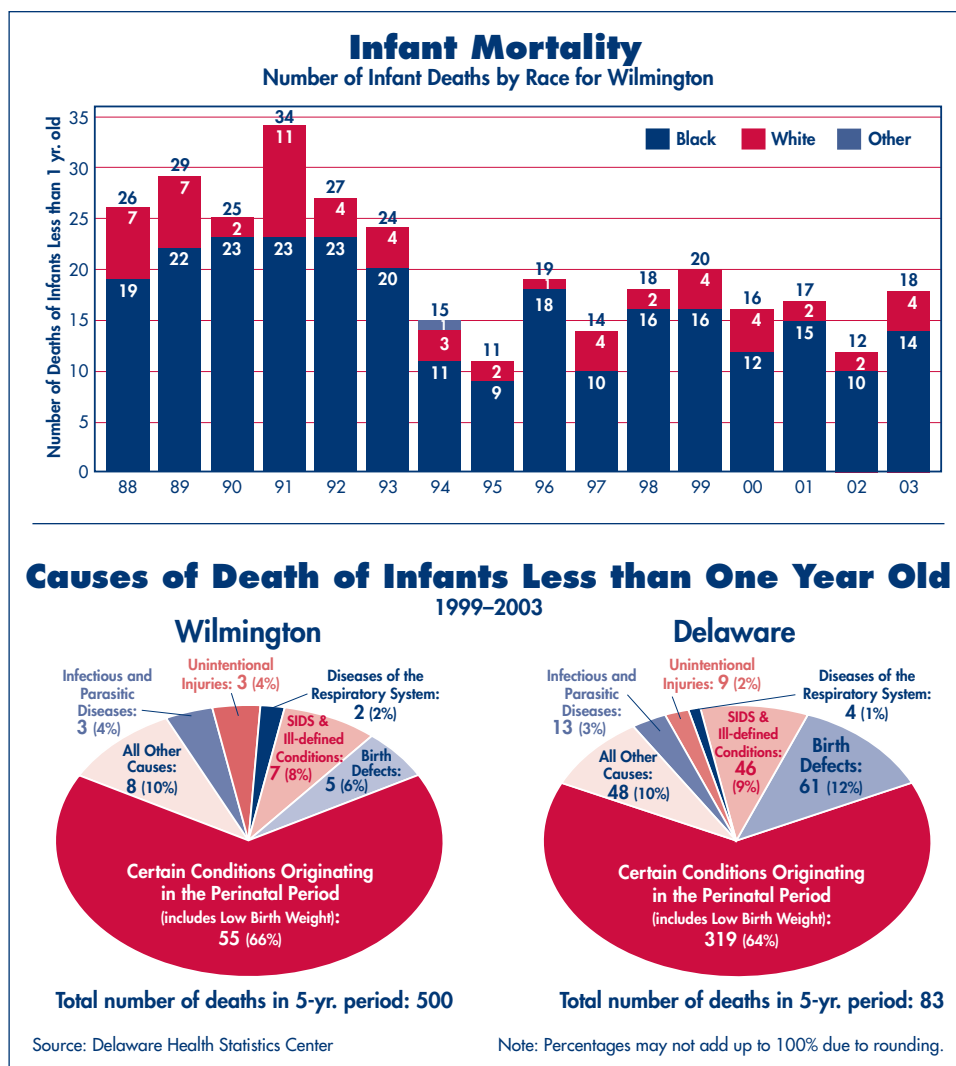 Infant Mortality
Number of Infant Deaths by Race for Wilmington
Number of Deaths of Infants Less than 1 yr. old
35
30
25
20
15
10
5
0
Black White Other
26 29 25 34 27 24 15 11 19 14 18 20 16 17 12 18
7 7 2 11 4 4 1 3 2 1 4 2 4 4 2 2 4
19 22 23 23 23 20 11 9 18 10 16 16 12 15 10 14
88 89 90 91 92 93 94 95 96 97 98 99 00 01 02 03
Causes of Death of Infants Less than One Year Old
1999–2003
Wilmington
Infectious and
Parasitic
Diseases:
3 (4%)
Unintentional
Injuries: 3 (4%)
Diseases of the
Respiratory System:
2 (2%)
All Other
Causes:
8 (10%)
SIDS &
Ill-defined
Conditions:
7 (8%)
Birth
Defects:
5 (6%)
Certain Conditions Originating
in the Perinatal Period
(includes Low Birth Weight):
55 (66%)
Total number of deaths in 5-yr. period: 500
Delaware
Infectious and
Parasitic
Diseases:
13 (3%)
Unintentional
Injuries: 9 (2%)
Diseases of the
Respiratory System:
4 (1%)
All Other
Causes:
48 (10%)
SIDS &
Ill-defined
Conditions:
46
(9%)
Birth
Defects:
61 (12%)
Certain Conditions Originating
in the Perinatal Period
(includes Low Birth Weight):
319 (64%)
Total number of deaths in 5-yr. period: 83
Source: Delaware Health Statistics Center
Note: Percentages may not add up to 100% due to rounding.